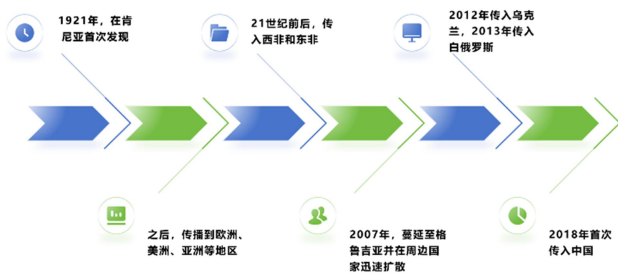 1921年，在肯
尼亚首次发现
21世纪前后，传
入西非和东非
2012年传入乌克
兰，2013年传入
白俄罗斯
之后，传播到欧洲、
美洲、亚洲等地区
2007年，蔓延至格
鲁吉亚并在周边国
家迅速扩散
2018年首次
传入中国